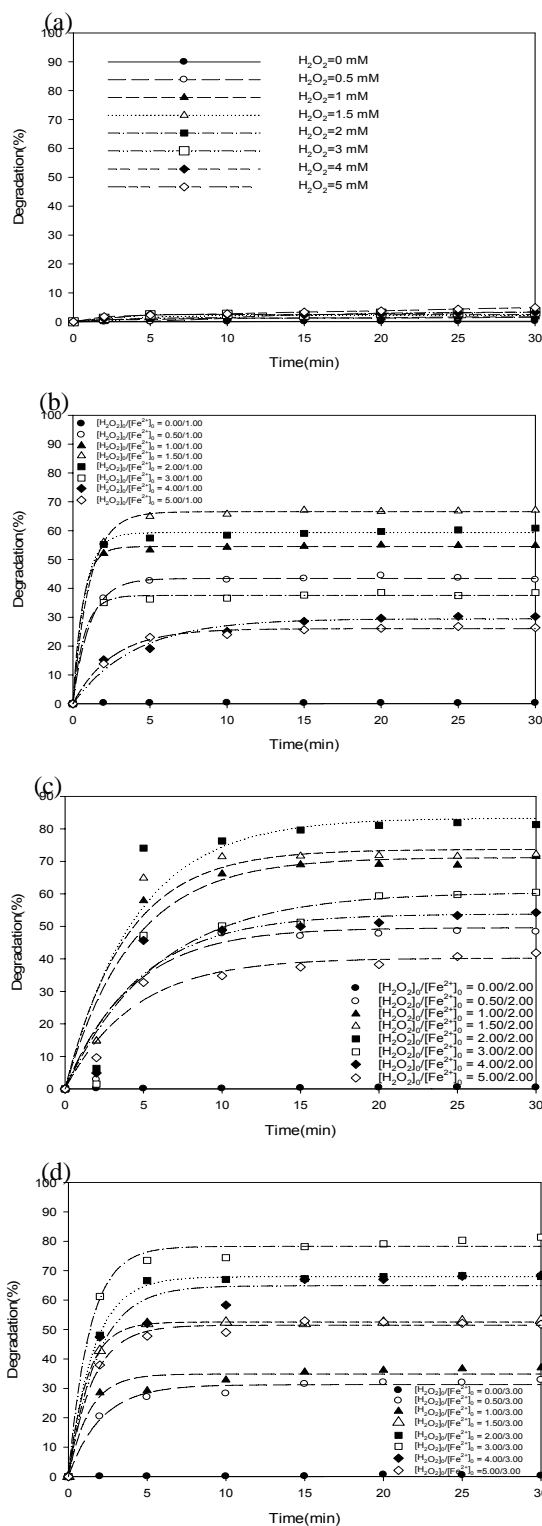 (a)
100
90
80
70
60
50
40
30
20
10
0
Degradation(%)
H₂O₂=0 mM
H₂O₂=0.5 mM
H₂O₂=1 mM
H₂O₂=1.5 mM
H₂O₂=2 mM
H₂O₂=3 mM
H₂O₂=4 mM
H₂O₂=5 mM
0 5 10 15 20 25 30
Time(min)
(b)
100
90
80
70
60
50
40
30
20
10
0
Degradation(%)
[H₂O₂]₀/[Fe²⁺]₀ = 0.00/1.00
[H₂O₂]₀/[Fe²⁺]₀ = 0.50/1.00
[H₂O₂]₀/[Fe²⁺]₀ = 1.00/1.00
[H₂O₂]₀/[Fe²⁺]₀ = 1.50/1.00
[H₂O₂]₀/[Fe²⁺]₀ = 2.00/1.00
[H₂O₂]₀/[Fe²⁺]₀ = 3.00/1.00
[H₂O₂]₀/[Fe²⁺]₀ = 4.00/1.00
[H₂O₂]₀/[Fe²⁺]₀ = 5.00/1.00
0 5 10 15 20 25 30
Time(min)
(c)
90
80
70
60
50
40
30
20
10
0
Degradation(%)
[H₂O₂]₀/[Fe²⁺]₀ = 0.00/2.00
[H₂O₂]₀/[Fe²⁺]₀ = 0.50/2.00
[H₂O₂]₀/[Fe²⁺]₀ = 1.00/2.00
[H₂O₂]₀/[Fe²⁺]₀ = 1.50/2.00
[H₂O₂]₀/[Fe²⁺]₀ = 2.00/2.00
[H₂O₂]₀/[Fe²⁺]₀ = 3.00/2.00
[H₂O₂]₀/[Fe²⁺]₀ = 4.00/2.00
[H₂O₂]₀/[Fe²⁺]₀ = 5.00/2.00
0 5 10 15 20 25 30
Time(min)
(d)
100
90
80
70
60
50
40
30
20
10
0
Degradation(%)
[H₂O₂]₀/[Fe²⁺]₀ = 0.00/3.00
[H₂O₂]₀/[Fe²⁺]₀ = 0.50/3.00
[H₂O₂]₀/[Fe²⁺]₀ = 1.00/3.00
[H₂O₂]₀/[Fe²⁺]₀ = 1.50/3.00
[H₂O₂]₀/[Fe²⁺]₀ = 2.00/3.00
[H₂O₂]₀/[Fe²⁺]₀ = 3.00/3.00
[H₂O₂]₀/[Fe²⁺]₀ = 4.00/3.00
[H₂O₂]₀/[Fe²⁺]₀ =5.00/3.00
0 5 10 15 20 25 30
Time(min)